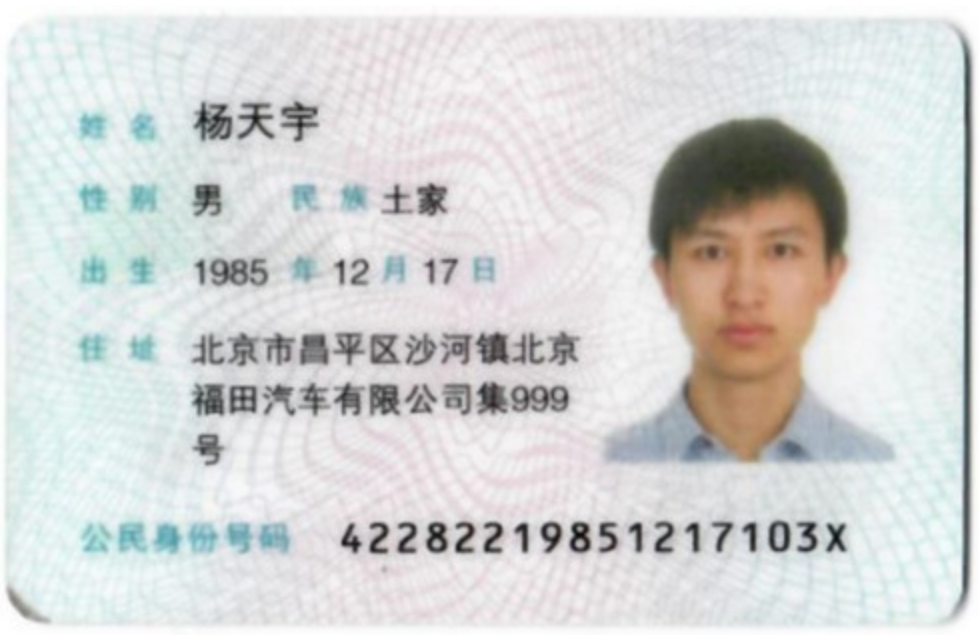 姓名 杨天宇
性别 男 民族 土家
出生 1985 年 12 月 17 日
住址 北京市昌平区沙河镇北京
福田汽车有限公司集999
号
公民身份号码 42282219851217103X